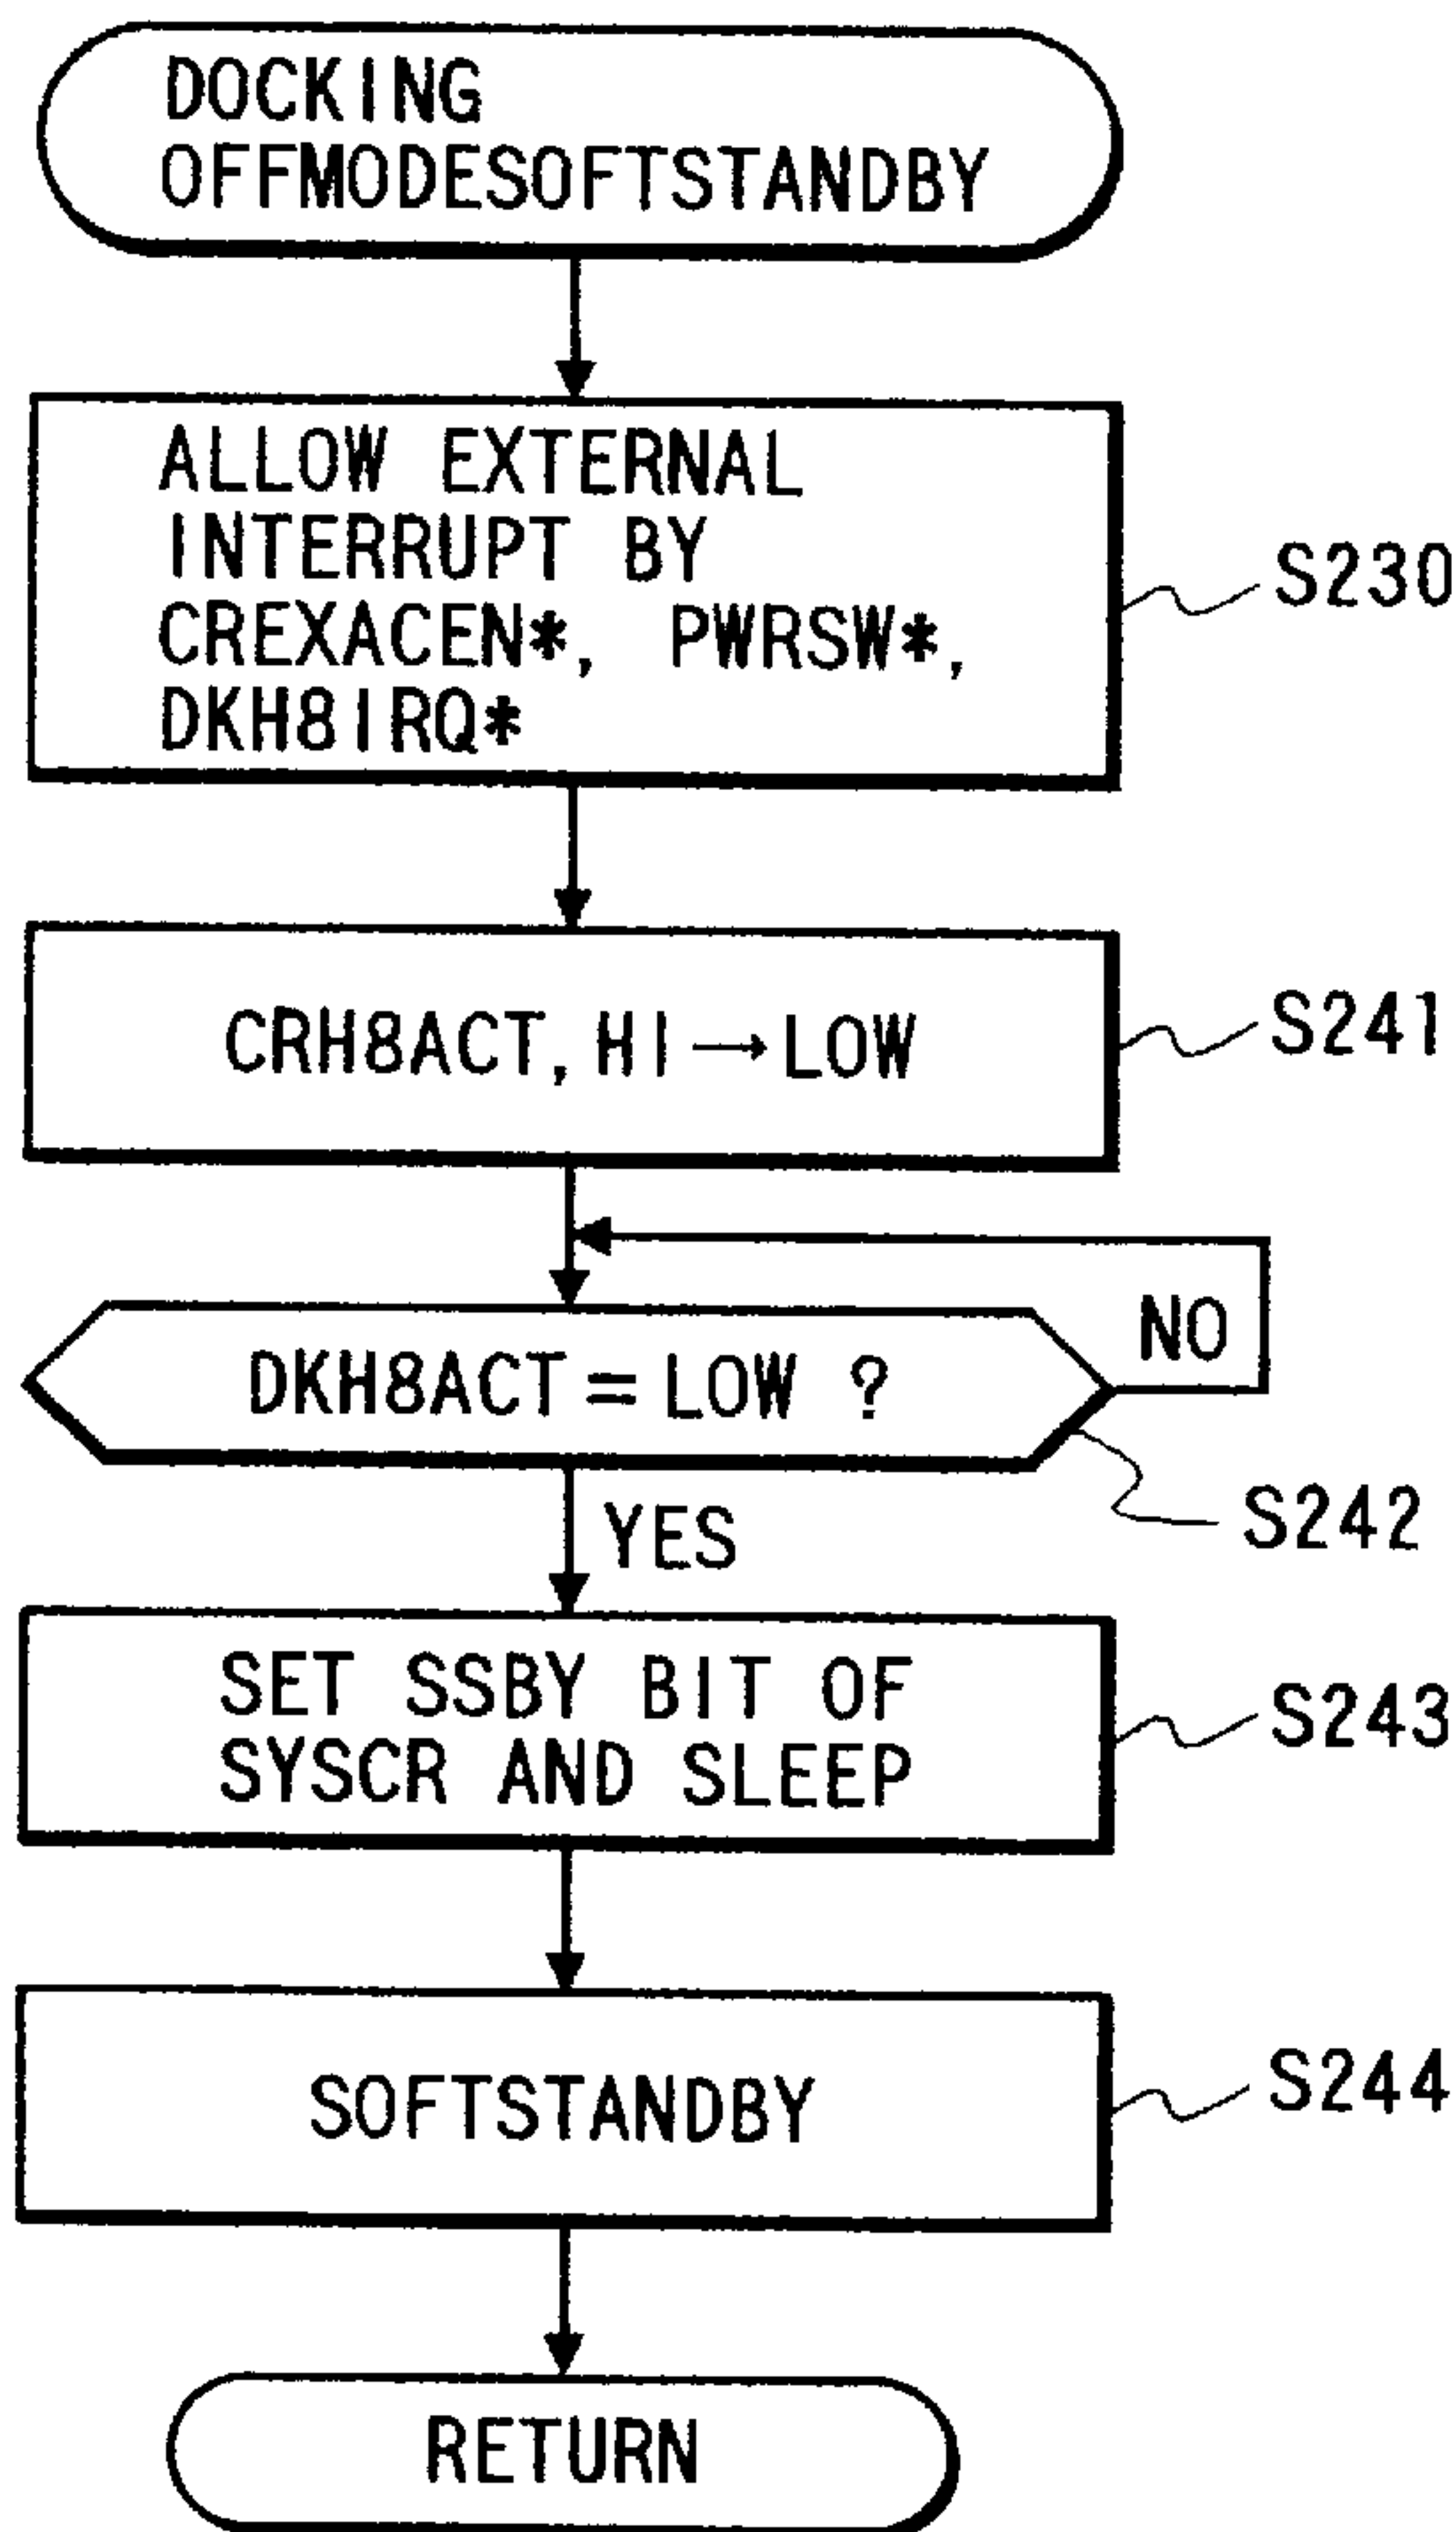 DOCKING
OFFMODESOFTSTANDBY
ALLOW EXTERNAL
INTERRUPT BY
CREXACEN*, PWRSW*,
DKH8IRQ*
S230
CRH8ACT, HI→LOW
S241
DKH8ACT = LOW ?
NO
S242
YES
SET SSBY BIT OF
SYSCR AND SLEEP
S243
SOFTSTANDBY
S244
RETURN